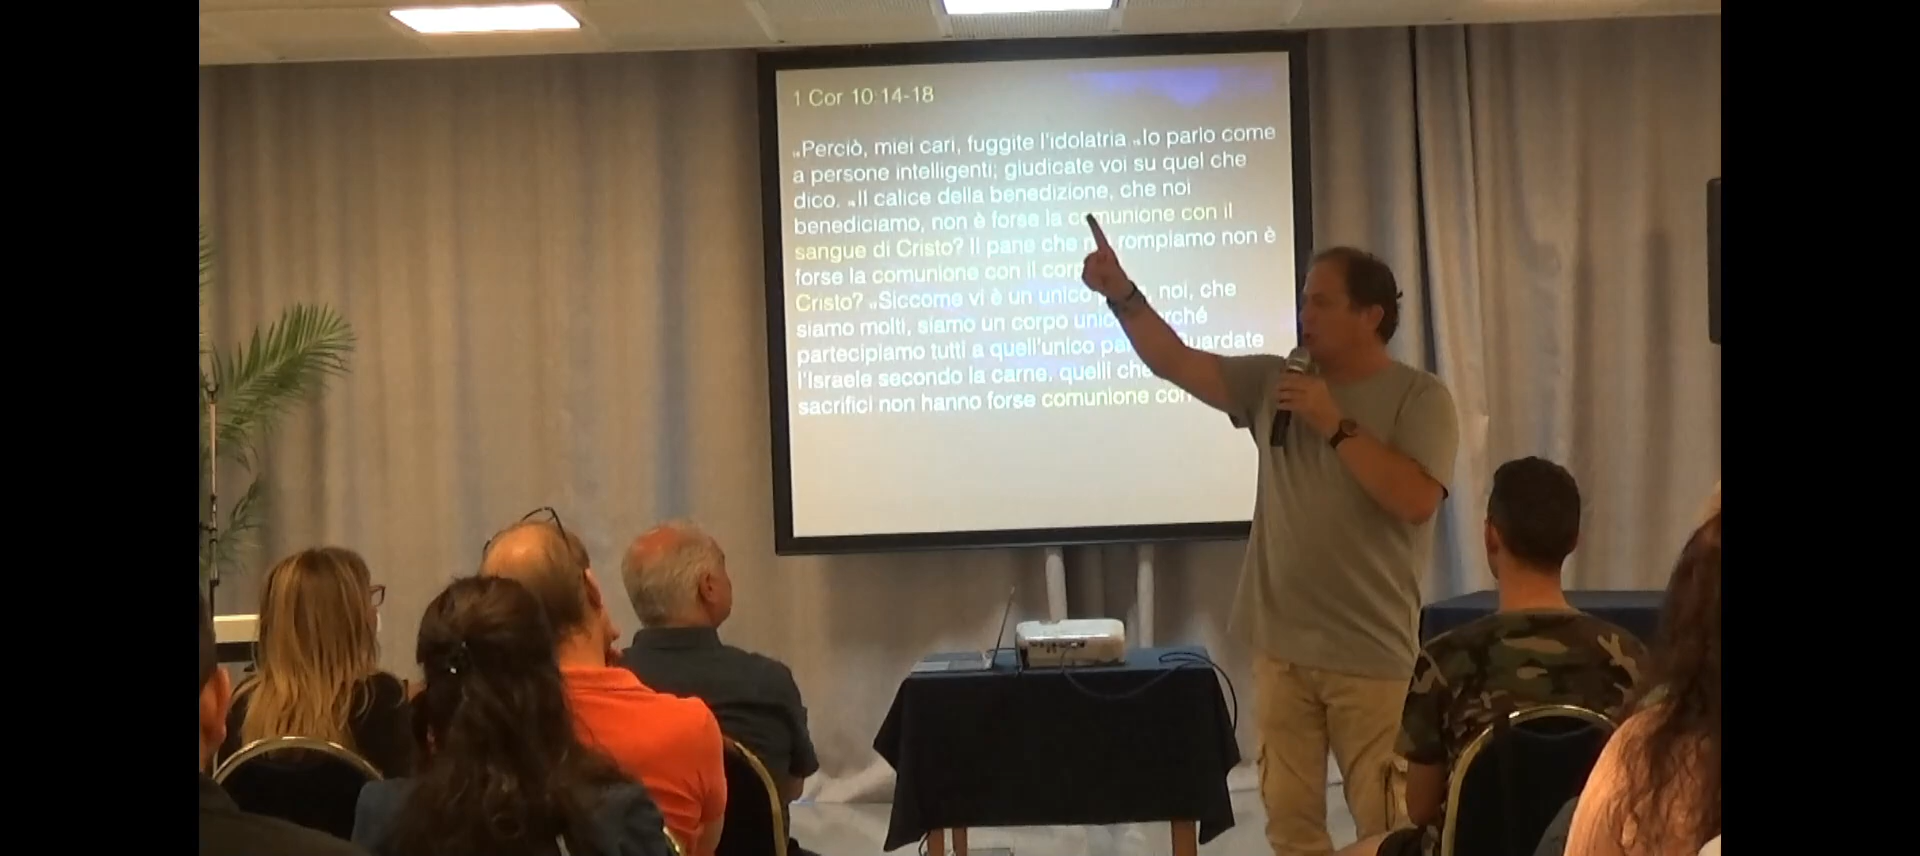 1 Cor 10:14-18
„Perciò, miei cari, fuggite l'idolatria „Io parlo come
a persone intelligenti; giudicate voi su quel che
dico. „Il calice della benedizione, che noi
benediciamo, non è forse la comunione con il
sangue di Cristo? Il pane che rompiamo non è
forse la comunione con il
Cristo? „Siccome vi è un unico noi, che
siamo molti, siamo un corpo
partecipiamo tutti a quell'unico Guardate
l'Israele secondo la carne, quelli
sacrifici non hanno forse comunione con